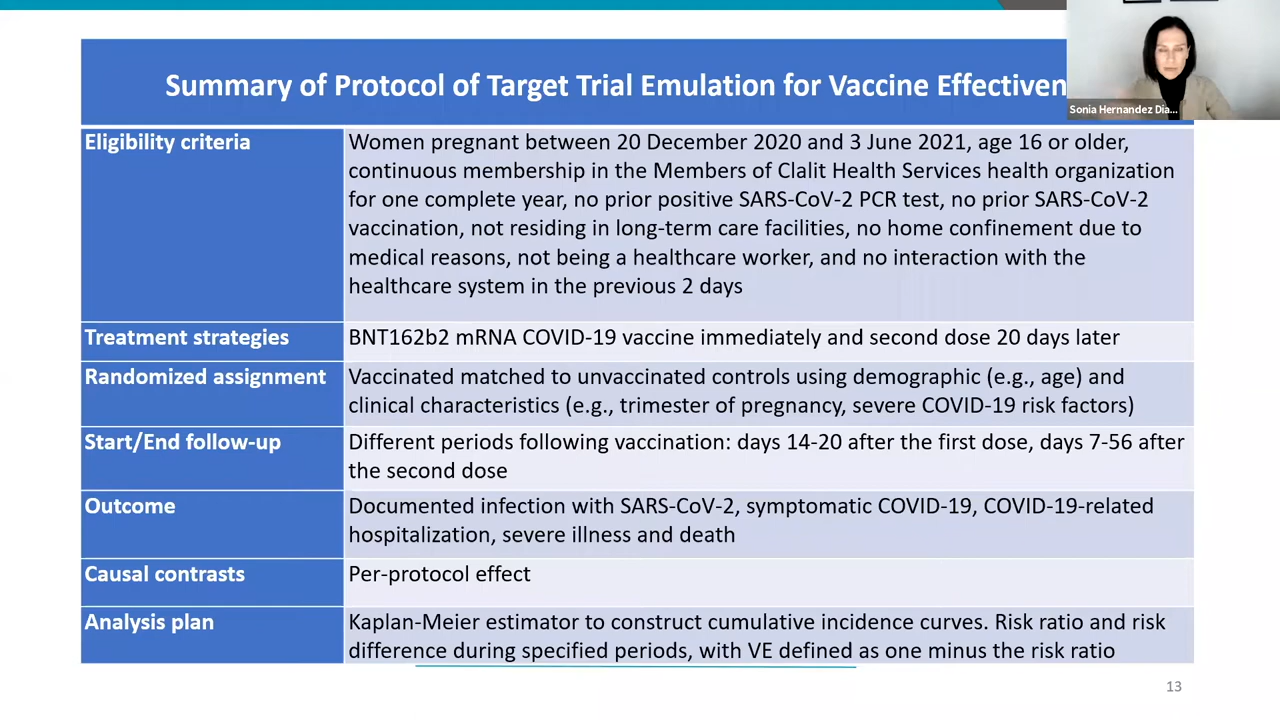 Summary of Protocol of Target Trial Emulation for Vaccine
Sonia Hernandez Dia...
Eligibility criteria
Women pregnant between 20 December 2020 and 3 June 2021, age 16 or older,
continuous membership in the Members of Clalit Health Services health organization
for one complete year, no prior positive SARS-CoV-2 PCR test, no prior SARS-CoV-2
vaccination, not residing in long-term care facilities, no home confinement due to
medical reasons, not being a healthcare worker, and no interaction with the
healthcare system in the previous 2 days
Treatment strategies
BNT162b2 mRNA COVID-19 vaccine immediately and second dose 20 days later
Randomized assignment
Vaccinated matched to unvaccinated controls using demographic (e.g., age) and
clinical characteristics (e.g., trimester of pregnancy, severe COVID-19 risk factors)
Start/End follow-up
Different periods following vaccination: days 14-20 after the first dose, days 7-56 after
the second dose
Outcome
Documented infection with SARS-CoV-2, symptomatic COVID-19, COVID-19-related
hospitalization, severe illness and death
Causal contrasts
Per-protocol effect
Analysis plan
Kaplan-Meier estimator to construct cumulative incidence curves. Risk ratio and risk
difference during specified periods, with VE defined as one minus the risk ratio
13